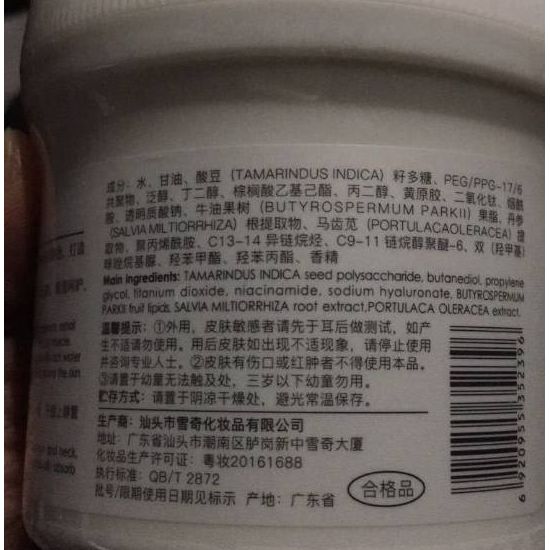 成分：水、甘油、酸豆（TAMARINDUS INDICA）籽多糖、PEG/PPG-17/6
共聚物、泛醇、丁二醇、棕榈酸乙基己酯、丙二醇、黄原胶、二氧化钛、烟酰
胺、透明质酸钠、牛油果树（BUTYROSPERMUM PARKII）果脂、丹参
（SALVIA MILTIORRHIZA）根提取物、马齿苋（PORTULACAOLERACEA）提
取物、聚丙烯酰胺、C13-14 异链烷烃、C9-11 链烷醇聚醚-6、双（羟甲基）
咪唑烷基脲、羟苯甲酯、羟苯丙酯、香精
Main ingredients: TAMARINDUS INDICA seed polysaccharide, butanediol, propylene
glycol, titanium dioxide, niacinamide, sodium hyaluronate, BUTYROSPERMUM
PARKII fruit lipids, SALVIA MILTIORRHIZA root extract,PORTULACA OLERACEA extract.
温馨提示：①外用，皮肤敏感者请先于耳后做测试，如产
生不适请勿使用。用后皮肤如出现不适现象，请停止使用
并咨询专业人士。②皮肤有伤口或红肿者不得使用本品。
③请置于幼童无法触及处，三岁以下幼童勿用。
贮存方式：请置于阴凉干燥处，避光常温保存。
生产商：汕头市雪奇化妆品有限公司
地址：广东省汕头市潮南区胪岗新中雪奇大厦
化妆品生产许可证：粤妆20161688
执行标准：QB/T 2872
批号/限期使用日期见标示 产地：广东省
合格品
6920955352396